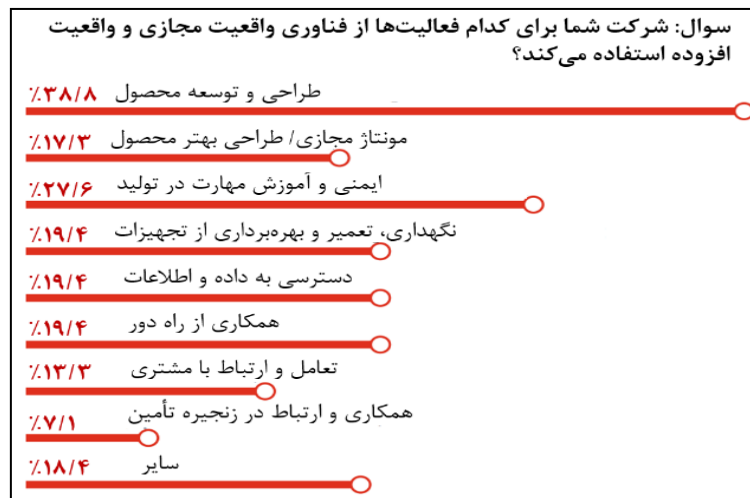 سوال: شرکت شما برای کدام فعالیت‌ها از فناوری واقعیت مجازی و واقعیت
افزوده استفاده می‌کند؟
طراحی و توسعه محصول ٪۳۸/۸
مونتاژ مجازی/ طراحی بهتر محصول ٪۱۷/۳
ایمنی و آموزش مهارت در تولید ٪۲۷/۶
نگهداری، تعمیر و بهره‌برداری از تجهیزات ٪۱۹/۴
دسترسی به داده و اطلاعات ٪۱۹/۴
همکاری از راه دور ٪۱۹/۴
تعامل و ارتباط با مشتری ٪۱۳/۳
همکاری و ارتباط در زنجیره تأمین ٪۷/۱
سایر ٪۱۸/۴